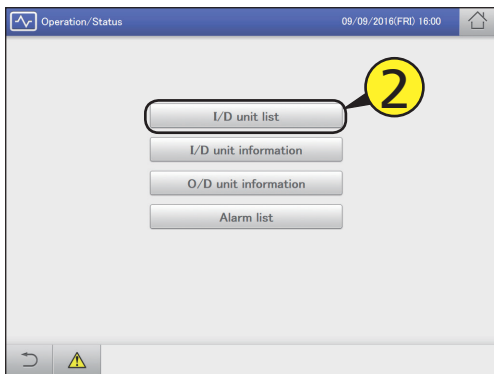 Operation/Status 09/09/2016(FRI) 16:00
2
I/D unit list
I/D unit information
O/D unit information
Alarm list